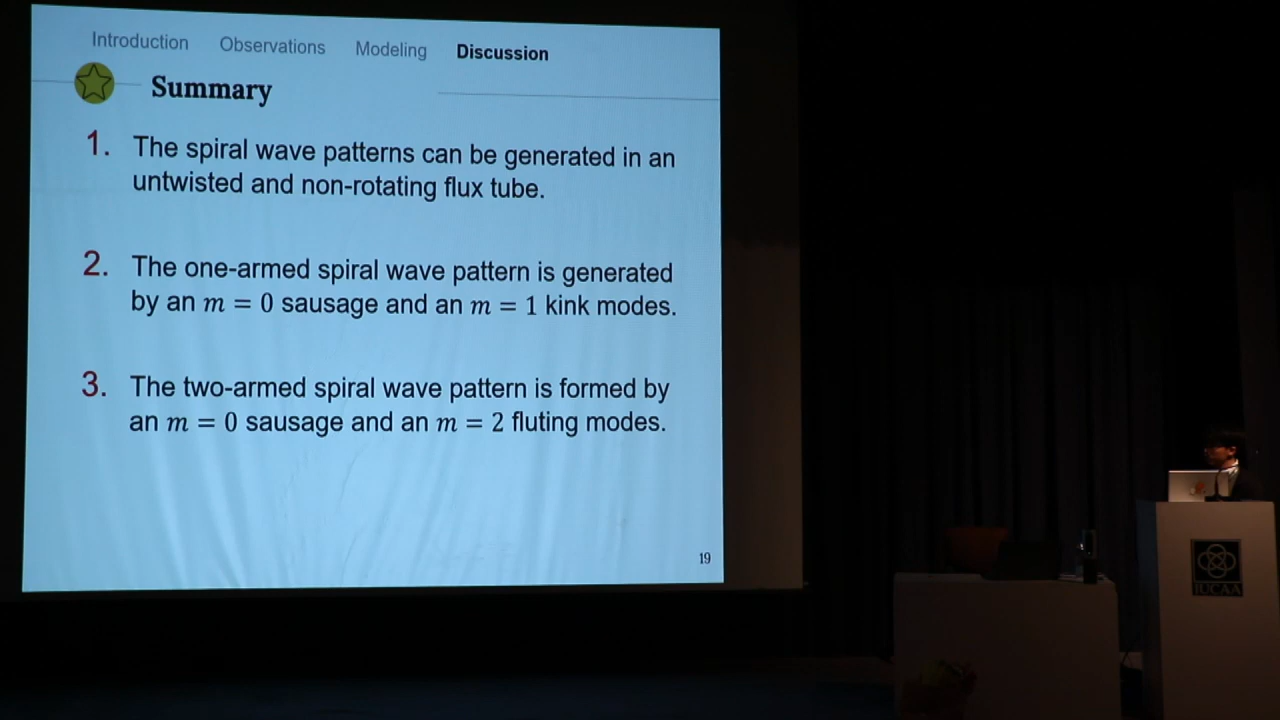 Introduction Observations Modeling Discussion
Summary
1. The spiral wave patterns can be generated in an
untwisted and non-rotating flux tube.
2. The one-armed spiral wave pattern is generated
by an m = 0 sausage and an m = 1 kink modes.
3. The two-armed spiral wave pattern is formed by
an m = 0 sausage and an m = 2 fluting modes.
19
IUCAA